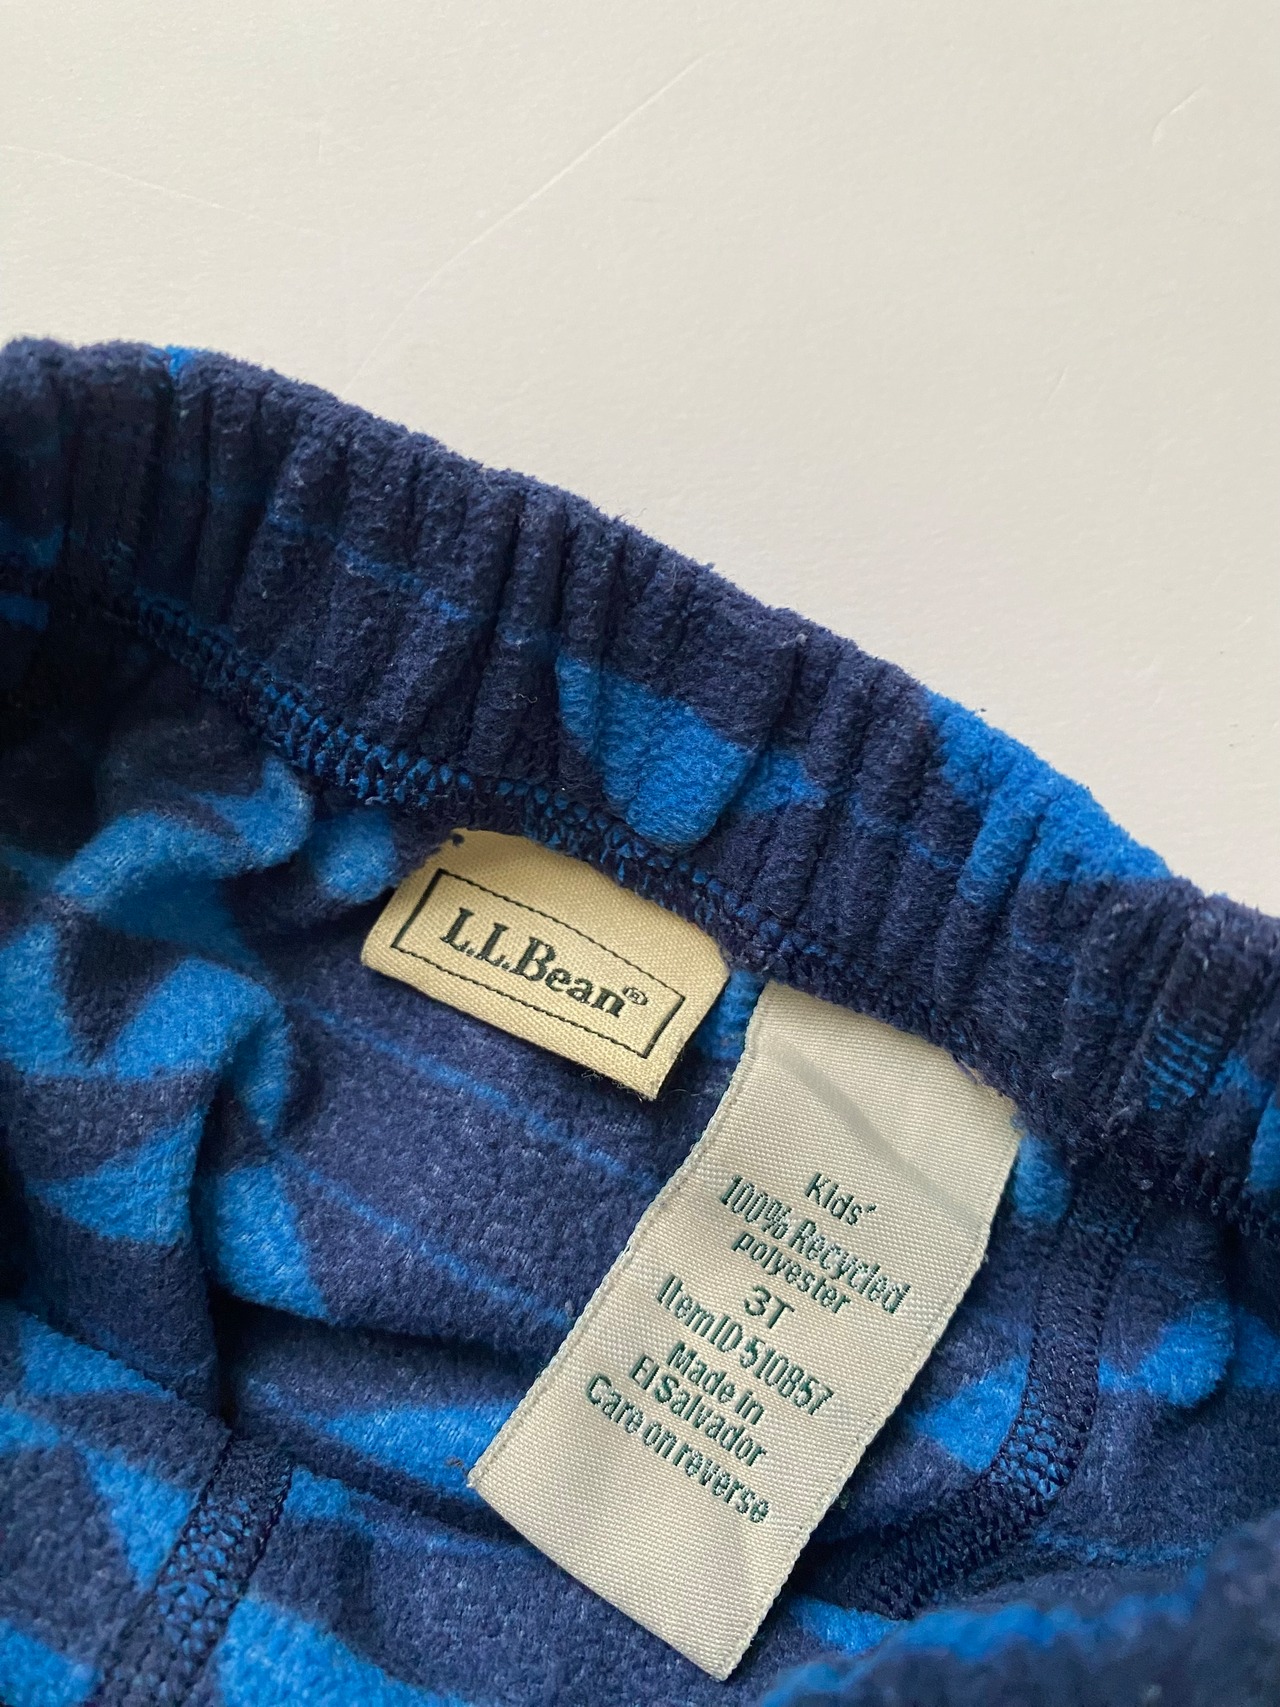 L.L.Bean®
Kids'
100% Recycled
polyester
3T
Item ID 510857
Made in
El Salvador
Care on reverse